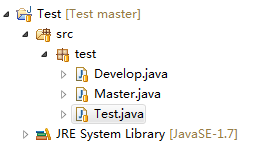 Test [Test master]
src
test
Develop.java
Master.java
Test.java
JRE System Library [JavaSE-1.7]